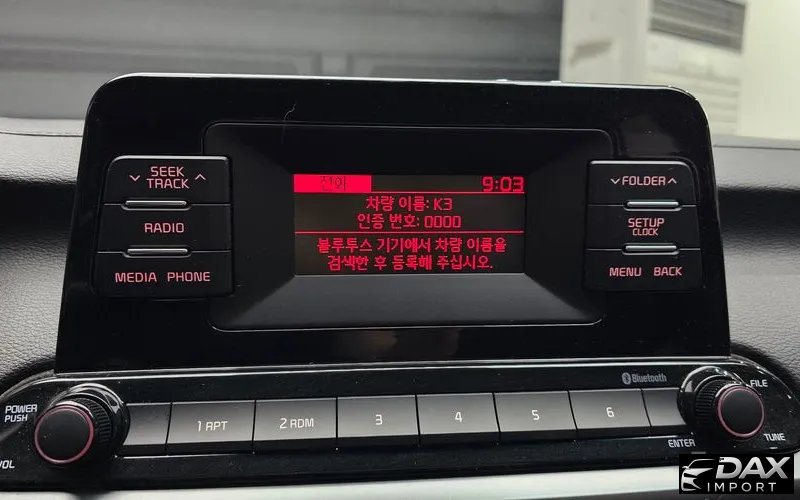 SEEK
TRACK
RADIO
MEDIA PHONE
전화 9:03
차량 이름: K3
인증 번호: 0000
블루투스 기기에서 차량 이름을
검색한 후 등록해 주십시오.
FOLDER
SETUP
CLOCK
MENU BACK
Bluetooth
POWER
PUSH
VOL
1 RPT
2 RDM
3
4
5
6
FILE
TUNE
ENTER
DAX
IMPORT